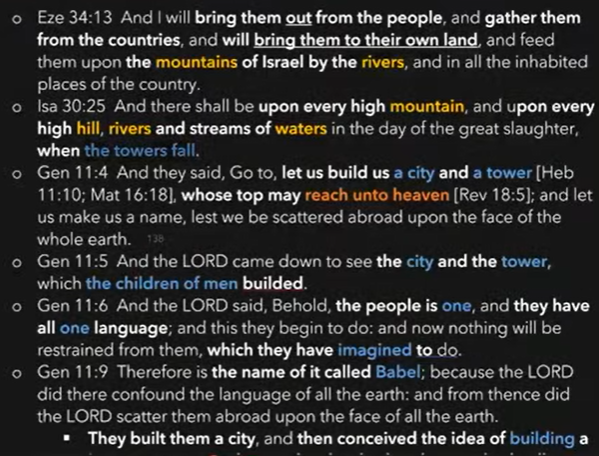 ○ Eze 34:13 And I will bring them out from the people, and gather them
from the countries, and will bring them to their own land, and feed
them upon the mountains of Israel by the rivers, and in all the inhabited
places of the country.
○ Isa 30:25 And there shall be upon every high mountain, and upon every
high hill, rivers and streams of waters in the day of the great slaughter,
when the towers fall.
○ Gen 11:4 And they said, Go to, let us build us a city and a tower [Heb
11:10; Mat 16:18], whose top may reach unto heaven [Rev 18:5]; and let
us make us a name, lest we be scattered abroad upon the face of the
whole earth. 138
○ Gen 11:5 And the LORD came down to see the city and the tower,
which the children of men builded.
○ Gen 11:6 And the LORD said, Behold, the people is one, and they have
all one language; and this they begin to do: and now nothing will be
restrained from them, which they have imagined to do.
○ Gen 11:9 Therefore is the name of it called Babel; because the LORD
did there confound the language of all the earth: and from thence did
the LORD scatter them abroad upon the face of all the earth.
▪ They built them a city, and then conceived the idea of building a